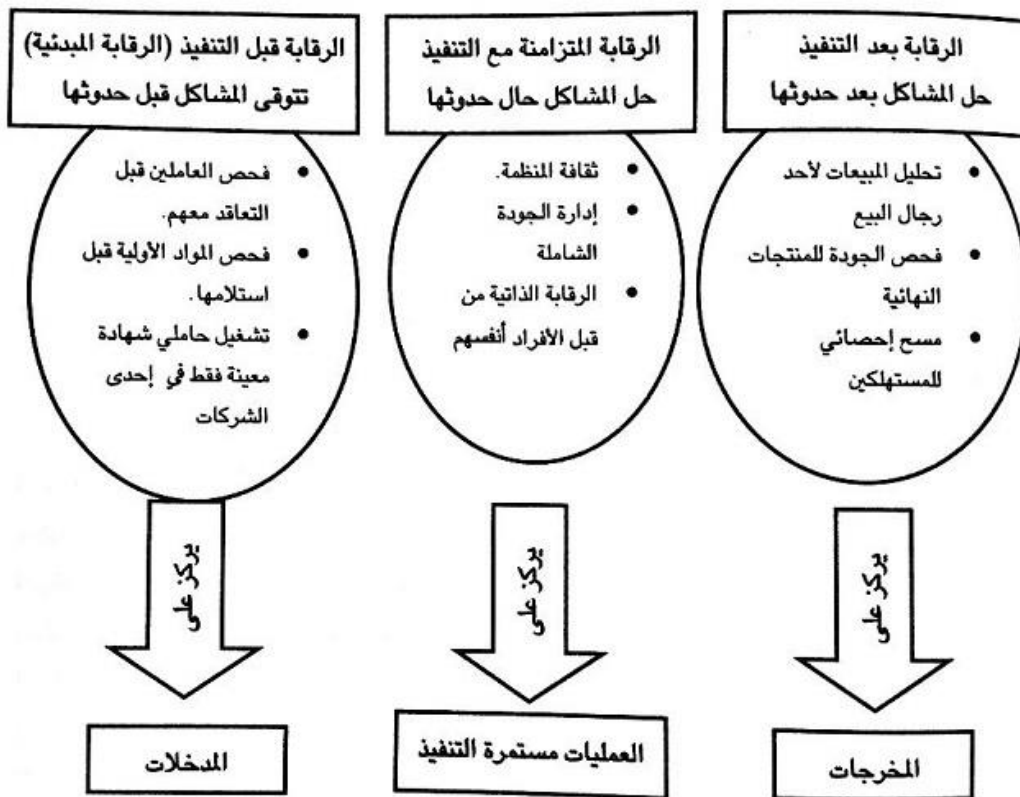 الرقابة بعد التنفيذ
حل المشاكل بعد حدوثها
تحليل المبيعات لأحد
رجال البيع
فحص الجودة للمنتجات
النهائية
مسح إحصائي
للمستهلكين
يركز على
المخرجات
الرقابة المتزامنة مع التنفيذ
حل المشاكل حال حدوثها
ثقافة المنظمة.
إدارة الجودة
الشاملة
الرقابة الذاتية من
قبل الأفراد أنفسهم
يركز على
العمليات مستمرة التنفيذ
الرقابة قبل التنفيذ (الرقابة المبدئية)
تتوقى المشاكل قبل حدوثها
فحص العاملين قبل
التعاقد معهم.
فحص المواد الأولية قبل
استلامها.
تشغيل حاملي شهادة
معينة فقط في إحدى
الشركات
يركز على
المدخلات